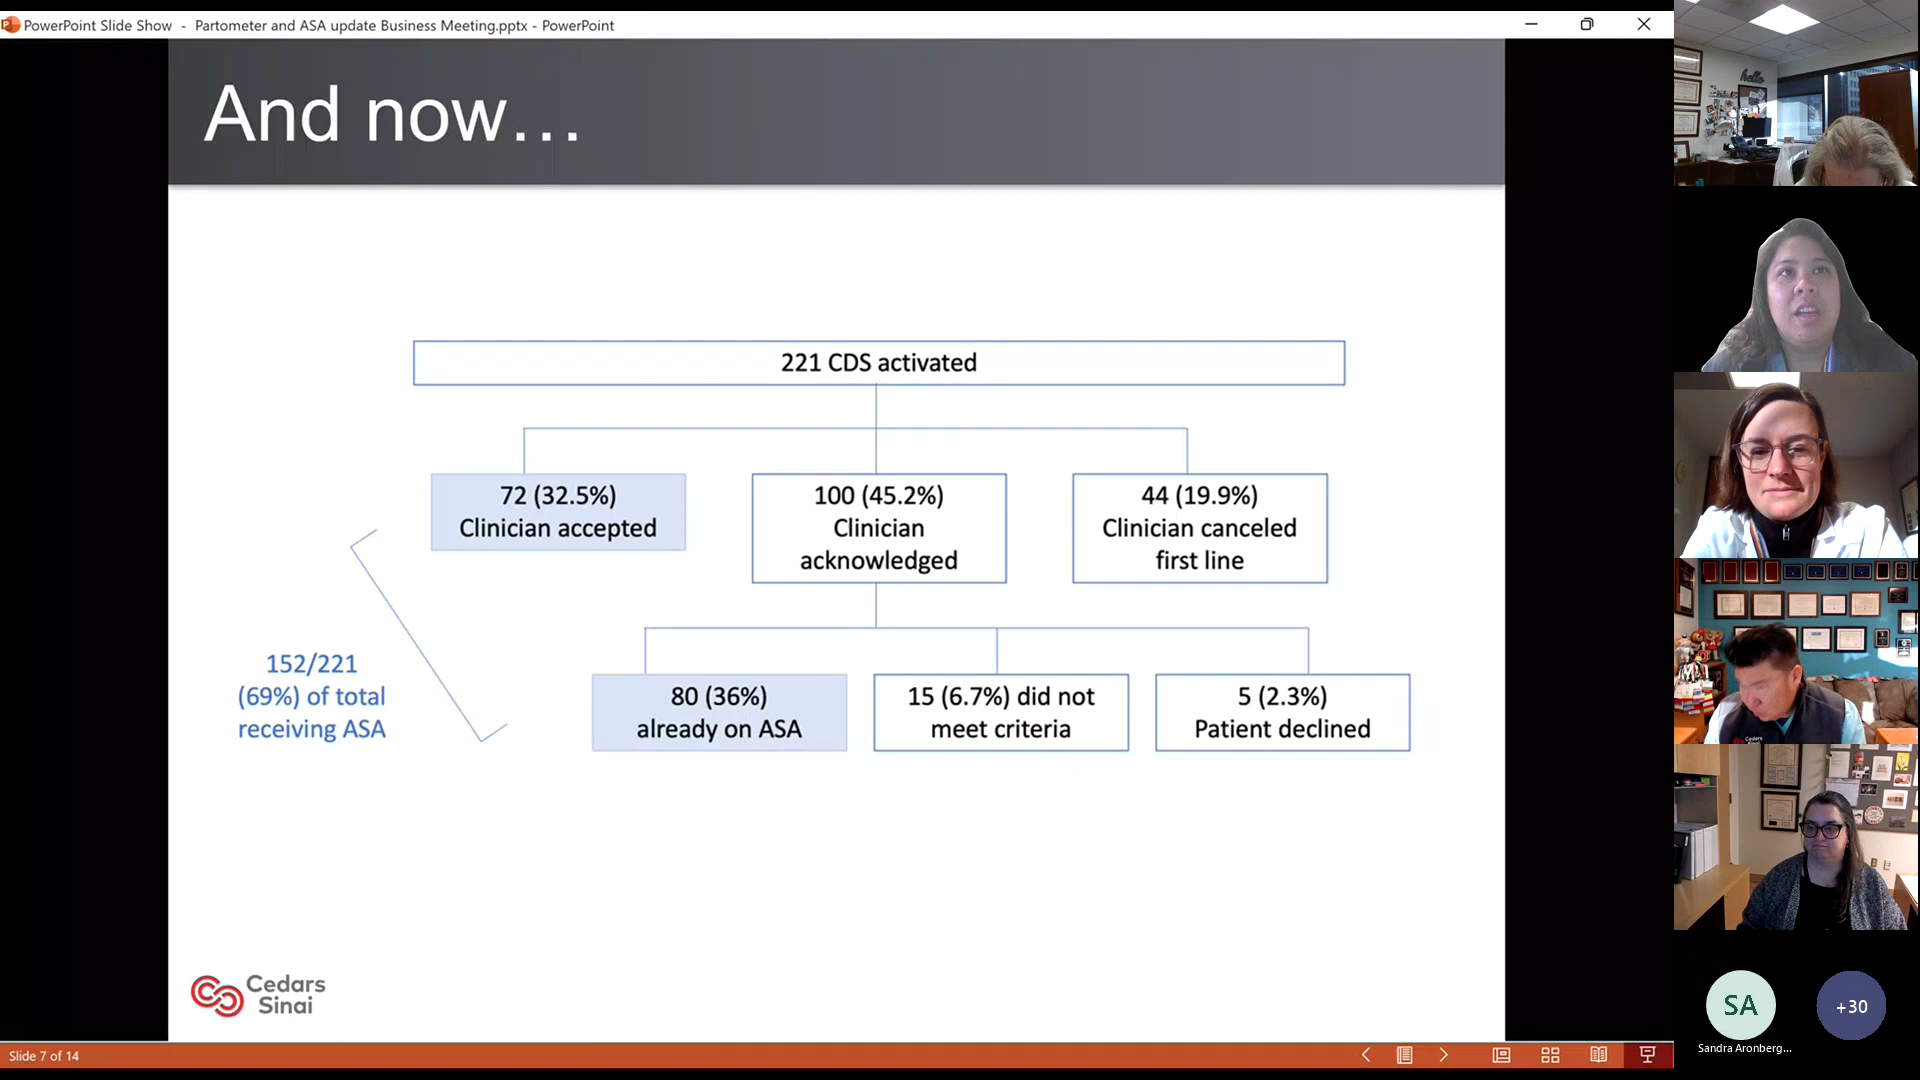 PowerPoint Slide Show - Partometer and ASA update Business Meeting.pptx - PowerPoint
And now...
221 CDS activated
72 (32.5%)
Clinician accepted
100 (45.2%)
Clinician
acknowledged
44 (19.9%)
Clinician canceled
first line
152/221
(69%) of total
receiving ASA
80 (36%)
already on ASA
15 (6.7%) did not
meet criteria
5 (2.3%)
Patient declined
Cedars
Sinai
Slide 7 of 14
hello
Cedars
Sinai
SA
+30
Sandra Aronberg...